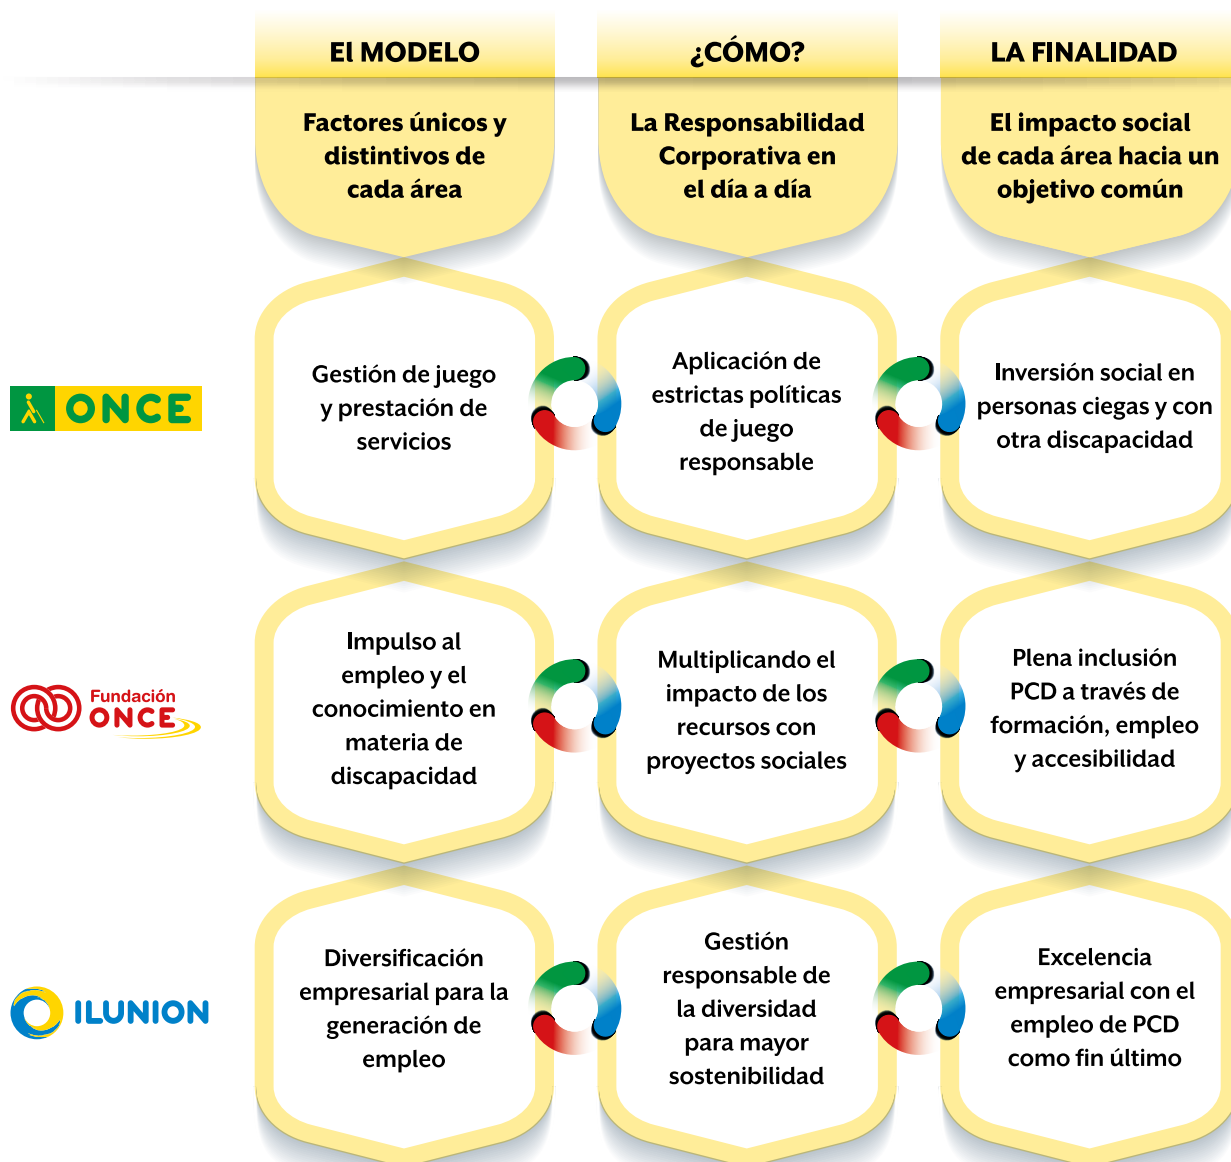 El MODELO
¿CÓMO?
LA FINALIDAD
Factores únicos y
distintivos de
cada área
La Responsabilidad
Corporativa en
el día a día
El impacto social
de cada área hacia un
objetivo común
ONCE
Gestión de juego
y prestación de
servicios
Aplicación de
estrictas políticas
de juego
responsable
Inversión social en
personas ciegas y con
otra discapacidad
Fundación
ONCE
Impulso al
empleo y el
conocimiento en
materia de
discapacidad
Multiplicando el
impacto de los
recursos con
proyectos sociales
Plena inclusión
PCD a través de
formación, empleo
y accesibilidad
ILUNION
Diversificación
empresarial para la
generación de
empleo
Gestión
responsable de
la diversidad
para mayor
sostenibilidad
Excelencia
empresarial con el
empleo de PCD
como fin último